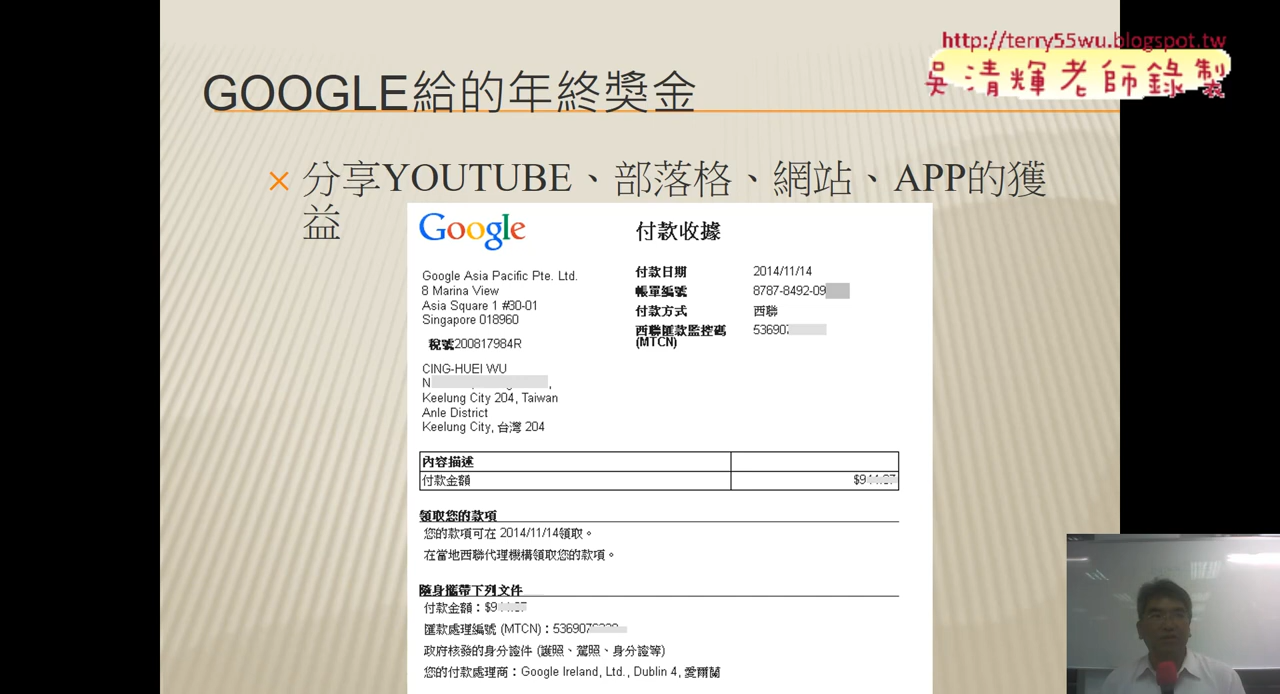 http://terry55wu.blogspot.tw
吳清輝老師錄製
GOOGLE給的年終獎金
分享YOUTUBE、部落格、網站、APP的獲
益
Google
付款收據
Google Asia Pacific Pte. Ltd.
8 Marina View
Asia Square 1 #30-01
Singapore 018960
稅號200817984R
付款日期 2014/11/14
帳單編號 8787-8492-09
付款方式 西聯
西聯匯款監控碼 53690
(MTCN)
CING-HUEI WU
N
Keelung City 204, Taiwan
Anle District
Keelung City, 台灣 204
內容描述
付款金額 $9
領取您的款項
您的款項可在 2014/11/14領取。
在當地西聯代理機構領取您的款項。
隨身攜帶下列文件
付款金額：$9
匯款處理編號 (MTCN)：536907
政府核發的身分證件 (護照、駕照、身分證等)
您的付款處理商：Google Ireland, Ltd., Dublin 4, 愛爾蘭